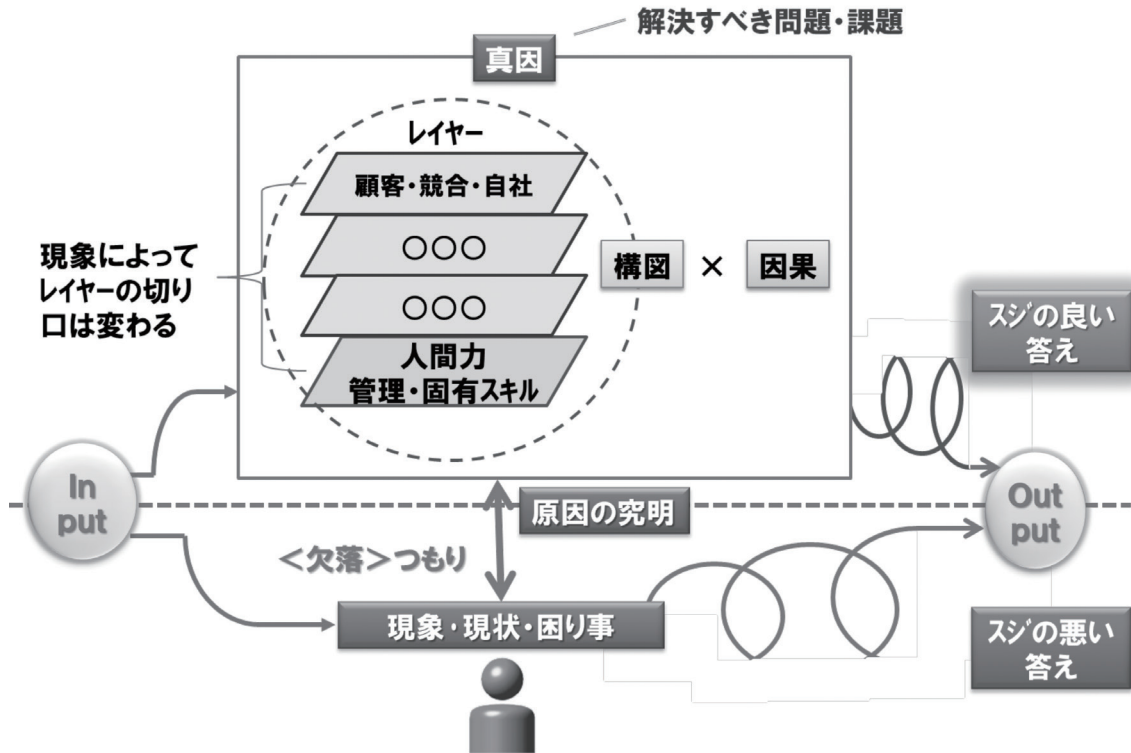 解決すべき問題・課題
真因
レイヤー
顧客・競合・自社
○○○
○○○
人間力
管理・固有スキル
現象によって
レイヤーの切り
口は変わる
構図 × 因果
スジの良い
答え
In
put
原因の究明
Out
put
<欠落>つもり
現象・現状・困り事
スジの悪い
答え